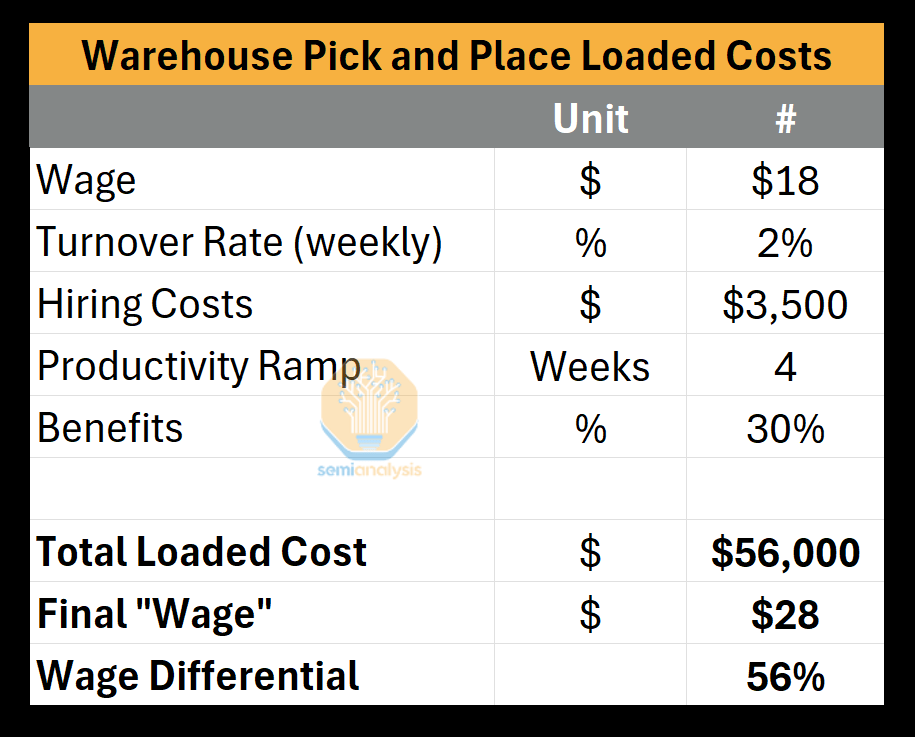 Warehouse Pick and Place Loaded Costs
Unit #
Wage $ $18
Turnover Rate (weekly) % 2%
Hiring Costs $ $3,500
Productivity Ramp Weeks 4
Benefits % 30%
semianalysis
Total Loaded Cost $ $56,000
Final "Wage" $ $28
Wage Differential 56%